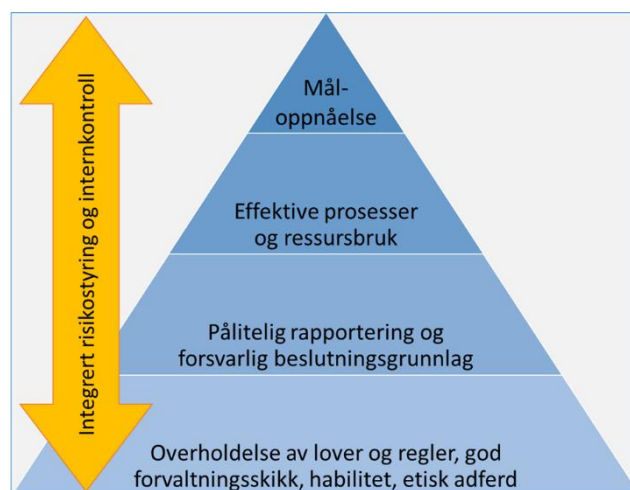 Integrert risikostyring og internkontroll
Mål-
oppnåelse
Effektive prosesser
og ressursbruk
Pålitelig rapportering og
forsvarlig beslutningsgrunnlag
Overholdelse av lover og regler, god
forvaltningsskikk, habilitet, etisk adferd